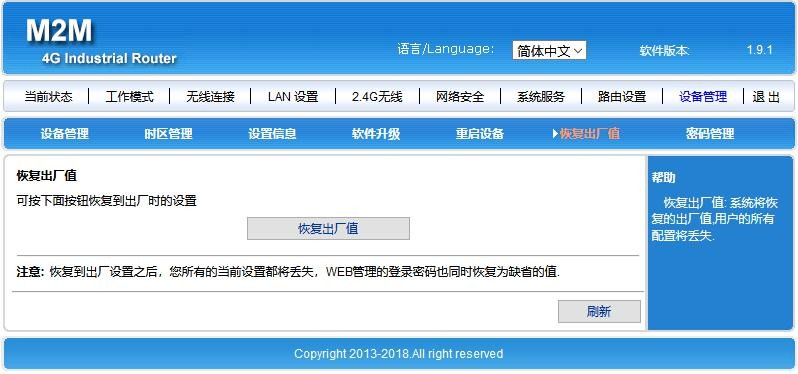 M2M
4G Industrial Router
语言/Language: 简体中文 软件版本: 1.9.1
当前状态 工作模式 无线连接 LAN 设置 2.4G无线 网络安全 系统服务 路由设置 设备管理 退 出
设备管理 时区管理 设置信息 软件升级 重启设备 恢复出厂值 密码管理
恢复出厂值
可按下面按钮恢复到出厂时的设置
恢复出厂值
注意: 恢复到出厂设置之后，您所有的当前设置都将丢失，WEB管理的登录密码也同时恢复为缺省的值.
刷新
帮助
恢复出厂值: 系统将恢
复的出厂值,用户的所有
配置将丢失.
Copyright 2013-2018.All right reserved